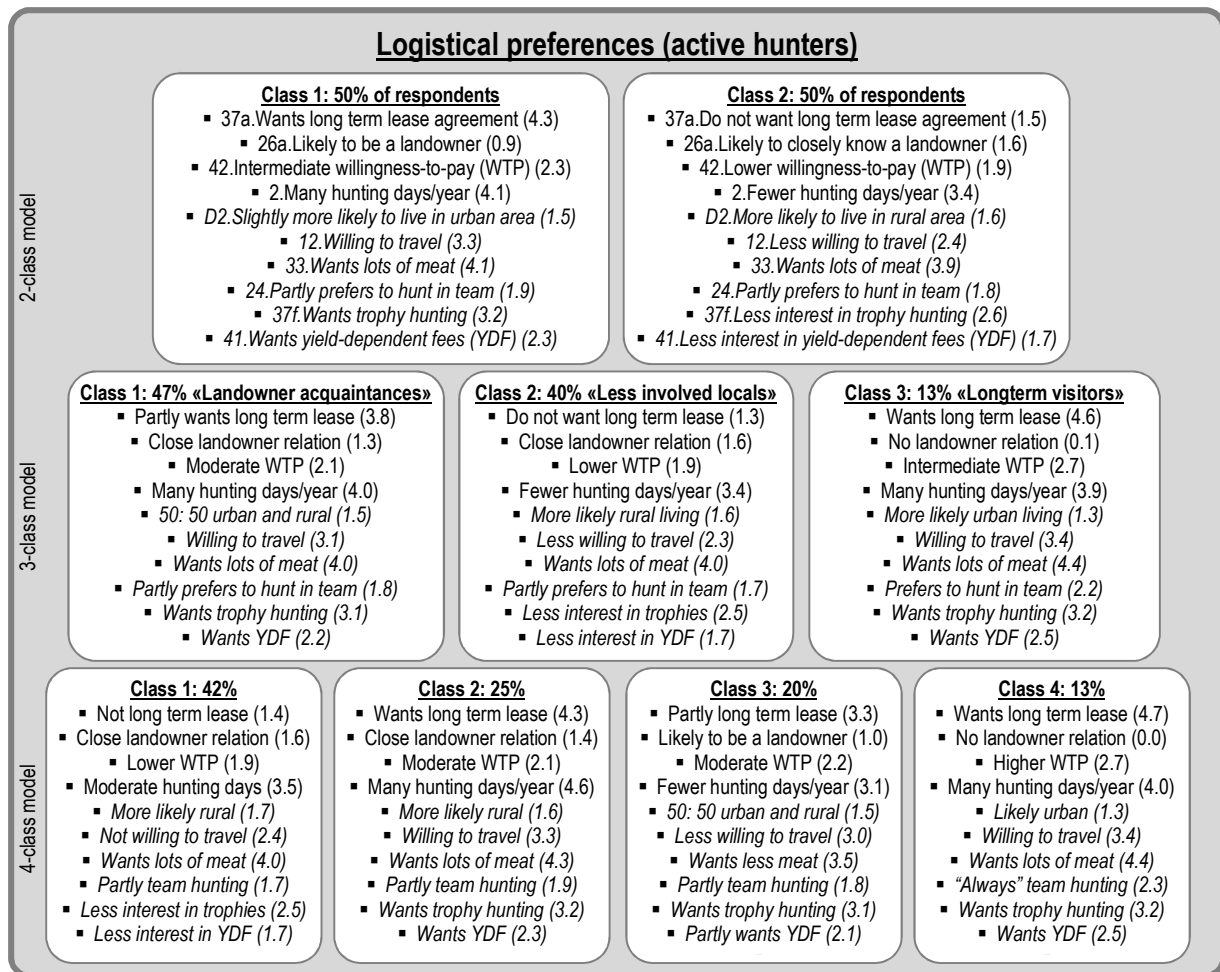 Logistical preferences (active hunters)
2-class model
Class 1: 50% of respondents
▪ 37a.Wants long term lease agreement (4.3)
▪ 26a.Likely to be a landowner (0.9)
▪ 42.Intermediate willingness-to-pay (WTP) (2.3)
▪ 2.Many hunting days/year (4.1)
▪ D2.Slightly more likely to live in urban area (1.5)
▪ 12.Willing to travel (3.3)
▪ 33.Wants lots of meat (4.1)
▪ 24.Partly prefers to hunt in team (1.9)
▪ 37f.Wants trophy hunting (3.2)
▪ 41.Wants yield-dependent fees (YDF) (2.3)
Class 2: 50% of respondents
▪ 37a.Do not want long term lease agreement (1.5)
▪ 26a.Likely to closely know a landowner (1.6)
▪ 42.Lower willingness-to-pay (WTP) (1.9)
▪ 2.Fewer hunting days/year (3.4)
▪ D2.More likely to live in rural area (1.6)
▪ 12.Less willing to travel (2.4)
▪ 33.Wants lots of meat (3.9)
▪ 24.Partly prefers to hunt in team (1.8)
▪ 37f.Less interest in trophy hunting (2.6)
▪ 41.Less interest in yield-dependent fees (YDF) (1.7)
3-class model
Class 1: 47% «Landowner acquaintances»
▪ Partly wants long term lease (3.8)
▪ Close landowner relation (1.3)
▪ Moderate WTP (2.1)
▪ Many hunting days/year (4.0)
▪ 50: 50 urban and rural (1.5)
▪ Willing to travel (3.1)
▪ Wants lots of meat (4.0)
▪ Partly prefers to hunt in team (1.8)
▪ Wants trophy hunting (3.1)
▪ Wants YDF (2.2)
Class 2: 40% «Less involved locals»
▪ Do not want long term lease (1.3)
▪ Close landowner relation (1.6)
▪ Lower WTP (1.9)
▪ Fewer hunting days/year (3.4)
▪ More likely rural living (1.6)
▪ Less willing to travel (2.3)
▪ Wants lots of meat (4.0)
▪ Partly prefers to hunt in team (1.7)
▪ Less interest in trophies (2.5)
▪ Less interest in YDF (1.7)
Class 3: 13% «Longterm visitors»
▪ Wants long term lease (4.6)
▪ No landowner relation (0.1)
▪ Intermediate WTP (2.7)
▪ Many hunting days/year (3.9)
▪ More likely urban living (1.3)
▪ Willing to travel (3.4)
▪ Wants lots of meat (4.4)
▪ Prefers to hunt in team (2.2)
▪ Wants trophy hunting (3.2)
▪ Wants YDF (2.5)
4-class model
Class 1: 42%
▪ Not long term lease (1.4)
▪ Close landowner relation (1.6)
▪ Lower WTP (1.9)
▪ Moderate hunting days (3.5)
▪ More likely rural (1.7)
▪ Not willing to travel (2.4)
▪ Wants lots of meat (4.0)
▪ Partly team hunting (1.7)
▪ Less interest in trophies (2.5)
▪ Less interest in YDF (1.7)
Class 2: 25%
▪ Wants long term lease (4.3)
▪ Close landowner relation (1.4)
▪ Moderate WTP (2.1)
▪ Many hunting days/year (4.6)
▪ More likely rural (1.6)
▪ Willing to travel (3.3)
▪ Wants lots of meat (4.3)
▪ Partly team hunting (1.9)
▪ Wants trophy hunting (3.2)
▪ Wants YDF (2.3)
Class 3: 20%
▪ Partly long term lease (3.3)
▪ Likely to be a landowner (1.0)
▪ Moderate WTP (2.2)
▪ Fewer hunting days/year (3.1)
▪ 50: 50 urban and rural (1.5)
▪ Less willing to travel (3.0)
▪ Wants less meat (3.5)
▪ Partly team hunting (1.8)
▪ Wants trophy hunting (3.1)
▪ Partly wants YDF (2.1)
Class 4: 13%
▪ Wants long term lease (4.7)
▪ No landowner relation (0.0)
▪ Higher WTP (2.7)
▪ Many hunting days/year (4.0)
▪ Likely urban (1.3)
▪ Willing to travel (3.4)
▪ Wants lots of meat (4.4)
▪ “Always” team hunting (2.3)
▪ Wants trophy hunting (3.2)
▪ Wants YDF (2.5)